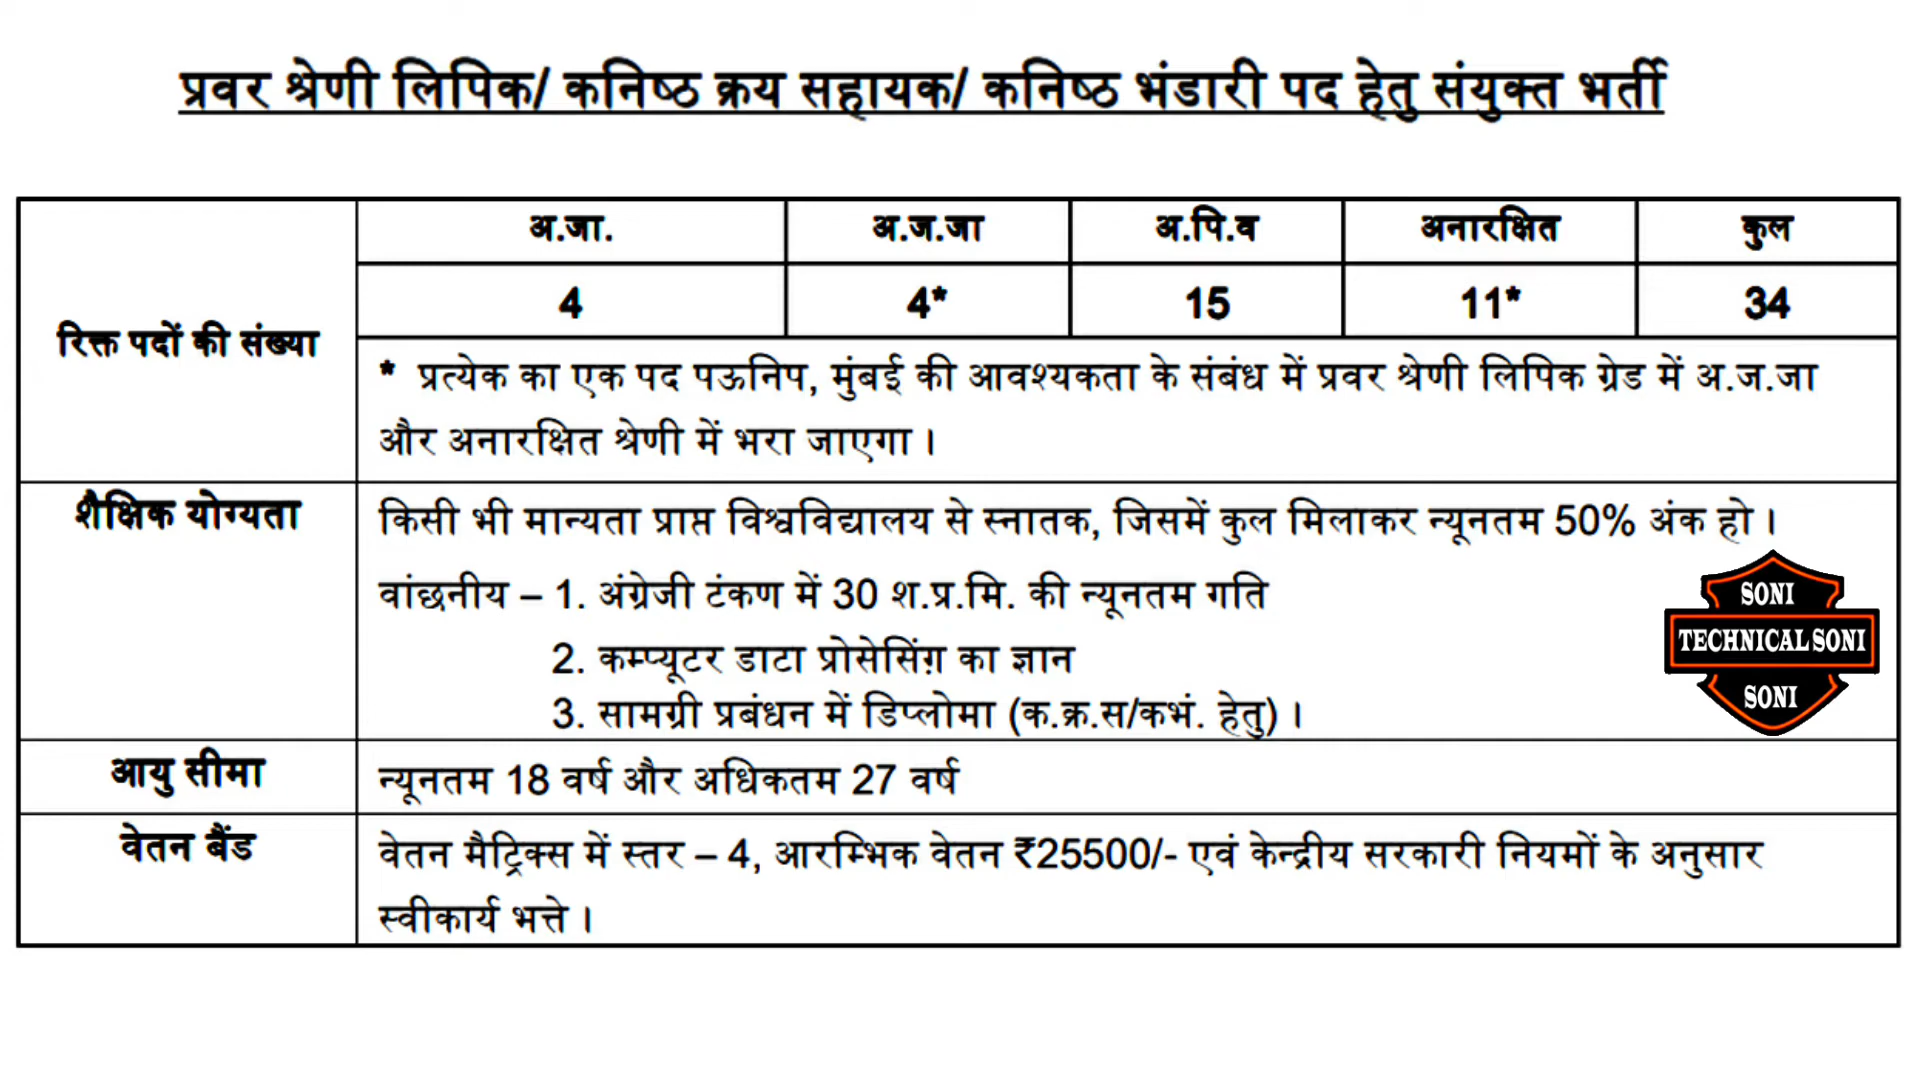 प्रवर श्रेणी लिपिक/ कनिष्ठ क्रय सहायक/ कनिष्ठ भंडारी पद हेतु संयुक्त भर्ती
रिक्त पदों की संख्या
अ.जा. अ.ज.जा अ.पि.व अनारक्षित कुल
4 4* 15 11* 34
* प्रत्येक का एक पद पऊनिप, मुंबई की आवश्यकता के संबंध में प्रवर श्रेणी लिपिक ग्रेड में अ.ज.जा
और अनारक्षित श्रेणी में भरा जाएगा ।
शैक्षिक योग्यता
किसी भी मान्यता प्राप्त विश्वविद्यालय से स्नातक, जिसमें कुल मिलाकर न्यूनतम 50% अंक हो ।
वांछनीय – 1. अंग्रेजी टंकण में 30 श.प्र.मि. की न्यूनतम गति
2. कम्प्यूटर डाटा प्रोसेसिंग़ का ज्ञान
3. सामग्री प्रबंधन में डिप्लोमा (क.क्र.स/कभं. हेतु) ।
SONI
TECHNICAL SONI
SONI
आयु सीमा
न्यूनतम 18 वर्ष और अधिकतम 27 वर्ष
वेतन बैंड
वेतन मैट्रिक्स में स्तर – 4, आरम्भिक वेतन ₹25500/- एवं केन्द्रीय सरकारी नियमों के अनुसार
स्वीकार्य भत्ते ।